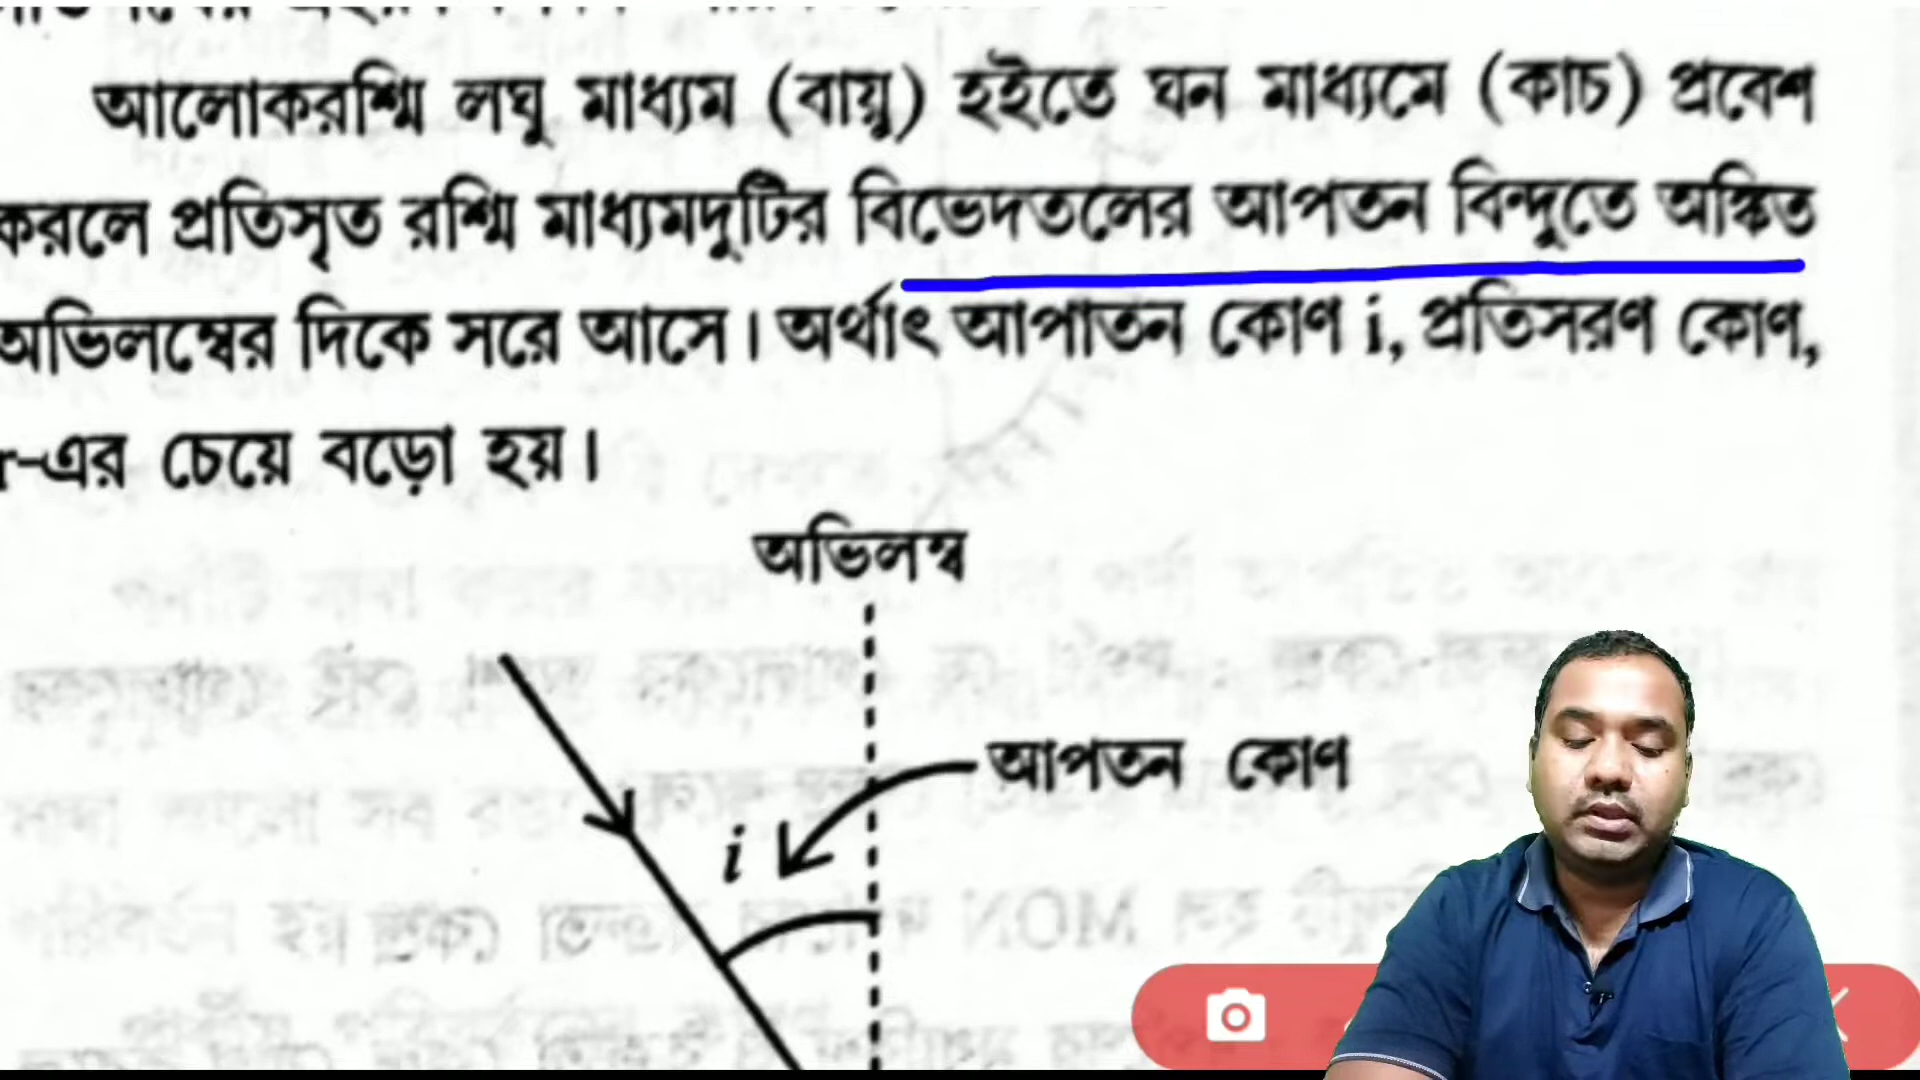 আলোকরশ্মি লঘু মাধ্যম (বায়ু) হইতে ঘন মাধ্যমে (কাচ) প্রবেশ
করলে প্রতিসৃত রশ্মি মাধ্যমদুটির বিভেদতলের আপতন বিন্দুতে অঙ্কিত
অভিলম্বের দিকে সরে আসে। অর্থাৎ আপাতন কোণ i, প্রতিসরণ কোণ,
r-এর চেয়ে বড়ো হয়।
অভিলম্ব
আপতন কোণ
i